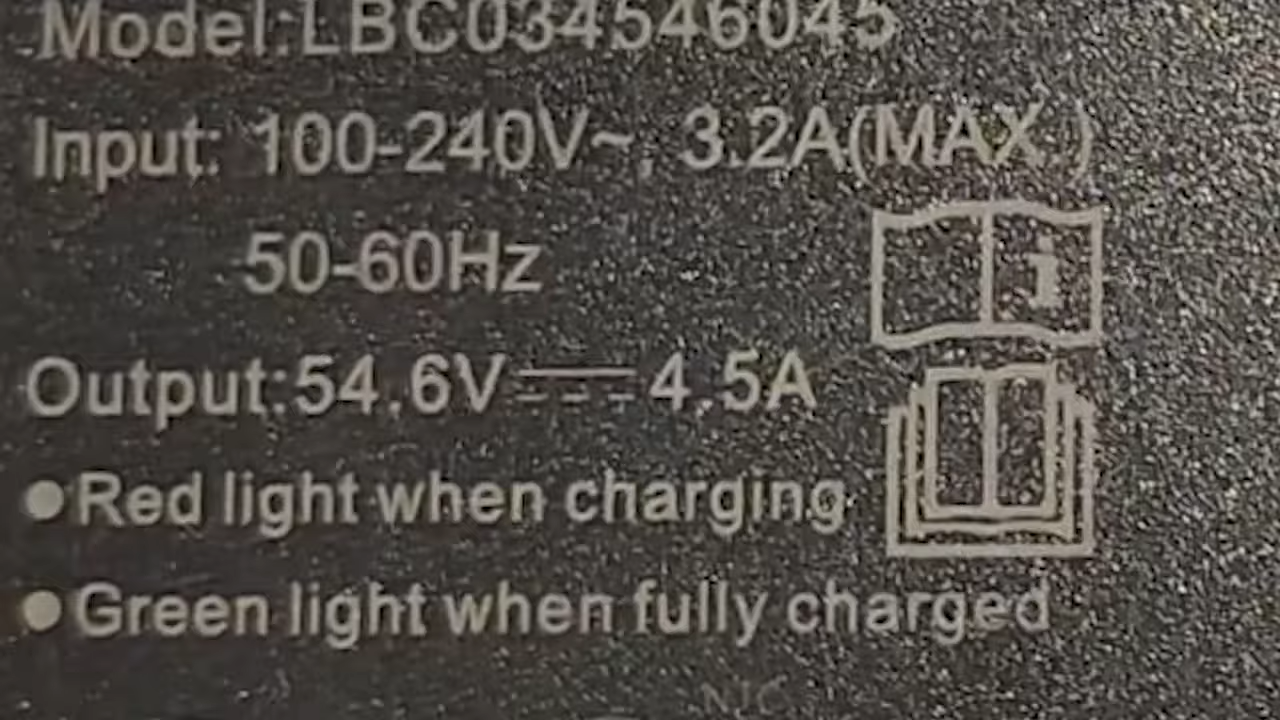 Model:LBC034546045
Input: 100-240V~, 3.2A(MAX.)
50-60Hz
i
Output:54.6V⎓4.5A
●Red light when charging
●Green light when fully charged